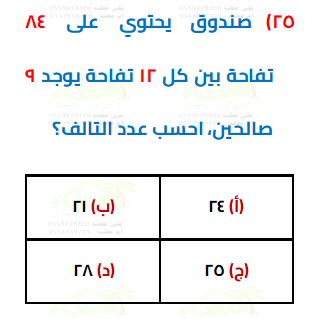 ٢٥) صندوق يحتوي على ٨٤
تفاحة بين كل ١٢ تفاحة يوجد ٩
صالحين، احسب عدد التالف؟
(أ) ٢٤
(ب) ٢١
(ج) ٢٥
(د) ٢٨